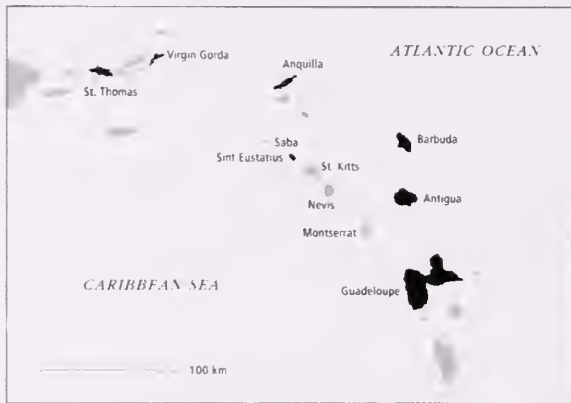 ATLANTIC OCEAN
Virgin Gorda
Anquilla
St. Thomas
Barbuda
Saba
Sint Eustatius
St. Kitts
Antigua
Nevis
Montserrat
CARIBBEAN SEA
Guadeloupe
100 km